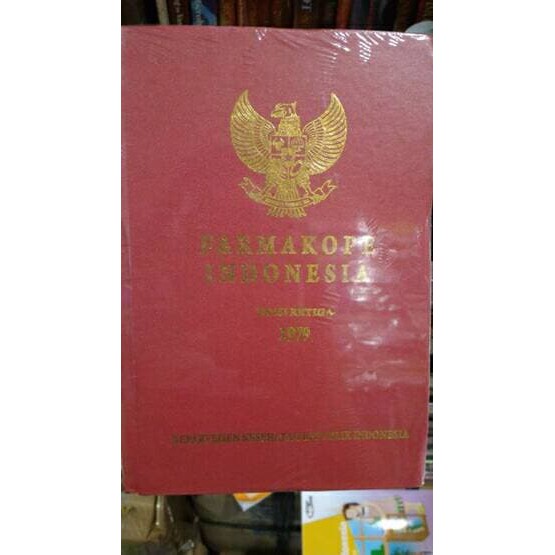 FARMAKOPE
INDONESIA
EDISI KETIGA
1979
DEPARTEMEN KESEHATAN REPUBLIK INDONESIA